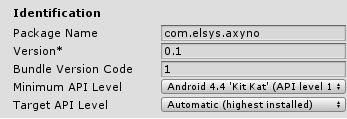 Identification
Package Name com.elsys.axyno
Version* 0.1
Bundle Version Code 1
Minimum API Level Android 4.4 'Kit Kat' (API level 1
Target API Level Automatic (highest installed)